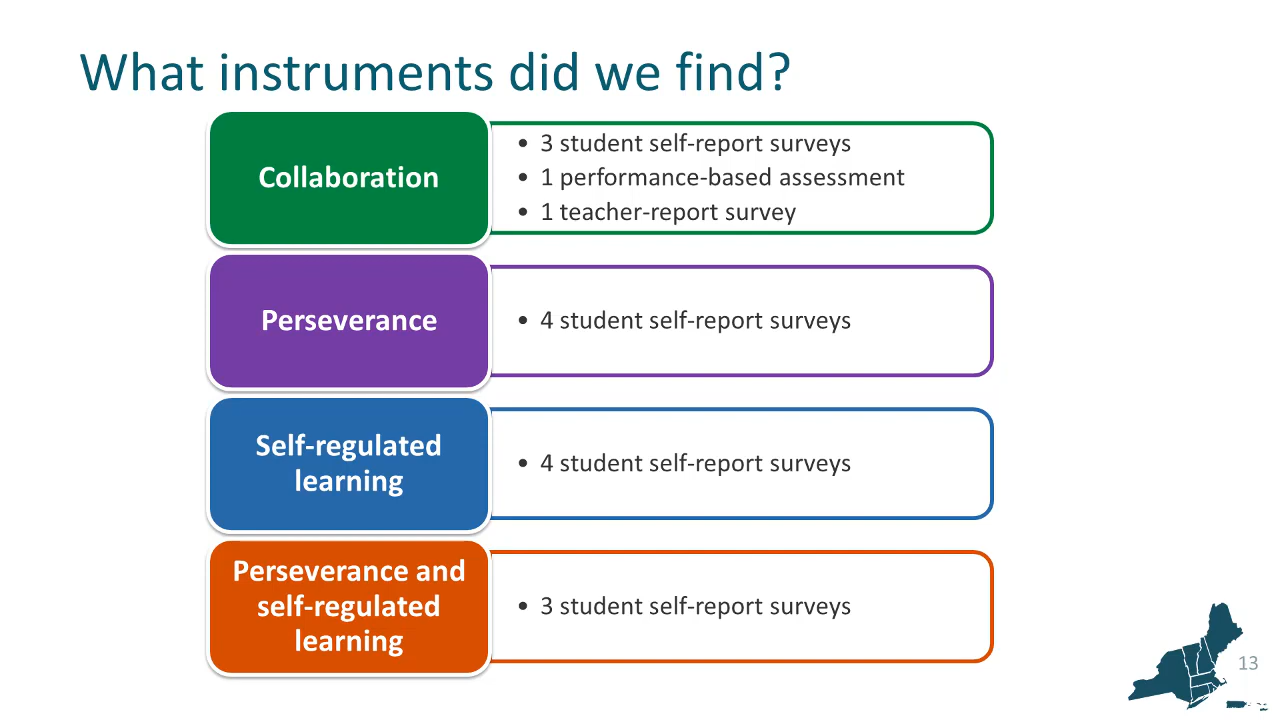 What instruments did we find?
Collaboration
• 3 student self-report surveys
• 1 performance-based assessment
• 1 teacher-report survey
Perseverance
• 4 student self-report surveys
Self-regulated
learning
• 4 student self-report surveys
Perseverance and
self-regulated
learning
• 3 student self-report surveys
13